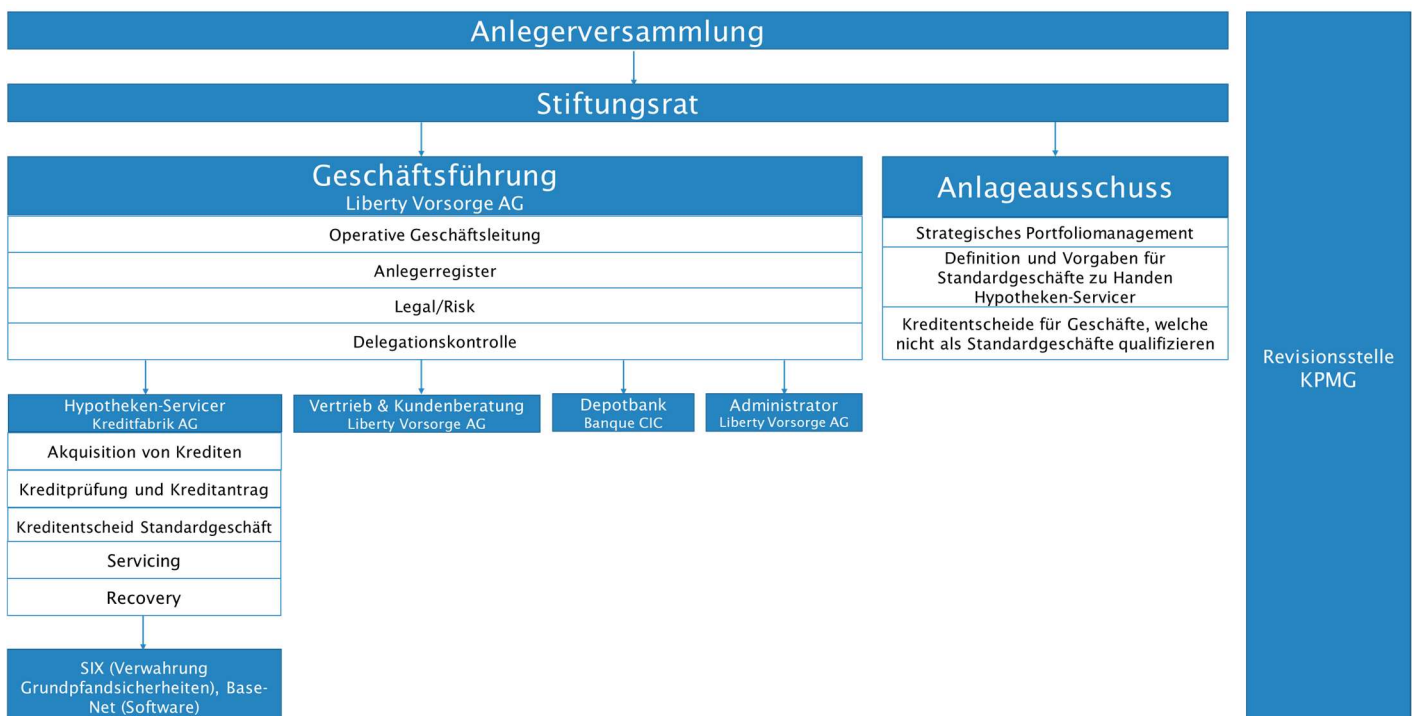 Anlegerversammlung
Stiftungsrat
Geschäftsführung
Liberty Vorsorge AG
Operative Geschäftsleitung
Anlegerregister
Legal/Risk
Delegationskontrolle
Anlageausschuss
Strategisches Portfoliomanagement
Definition und Vorgaben für
Standardgeschäfte zu Handen
Hypotheken-Servicer
Kreditentscheide für Geschäfte, welche
nicht als Standardgeschäfte qualifizieren
Hypotheken-Servicer
Kreditfabrik AG
Akquisition von Krediten
Kreditprüfung und Kreditantrag
Kreditentscheid Standardgeschäft
Servicing
Recovery
SIX (Verwahrung
Grundpfandsicherheiten), Base-
Net (Software)
Vertrieb & Kundenberatung
Liberty Vorsorge AG
Depotbank
Banque CIC
Administrator
Liberty Vorsorge AG
Revisionsstelle
KPMG